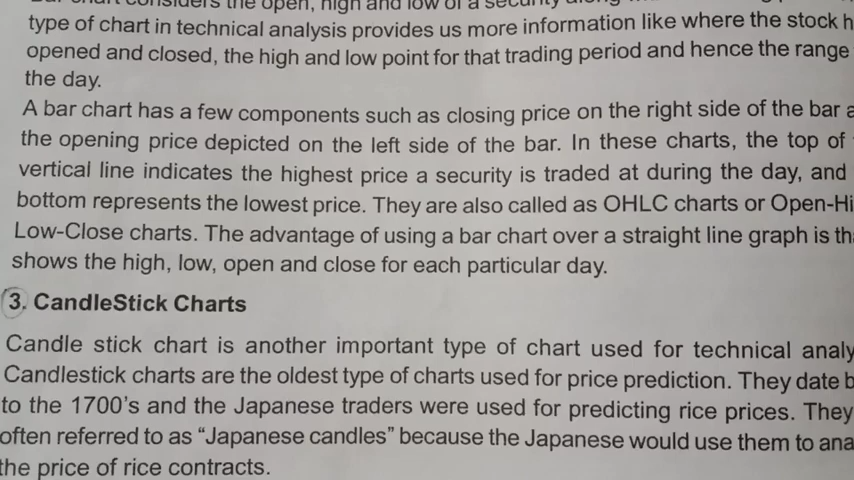 considers the open, high and low of a security
type of chart in technical analysis provides us more information like where the stock
opened and closed, the high and low point for that trading period and hence the range
the day.
A bar chart has a few components such as closing price on the right side of the bar
the opening price depicted on the left side of the bar. In these charts, the top of
vertical line indicates the highest price a security is traded at during the day, and
bottom represents the lowest price. They are also called as OHLC charts or Open-Hi
Low-Close charts. The advantage of using a bar chart over a straight line graph is th
shows the high, low, open and close for each particular day.
3. CandleStick Charts
Candle stick chart is another important type of chart used for technical analy
Candlestick charts are the oldest type of charts used for price prediction. They date b
to the 1700's and the Japanese traders were used for predicting rice prices. They
often referred to as “Japanese candles” because the Japanese would use them to ana
the price of rice contracts.